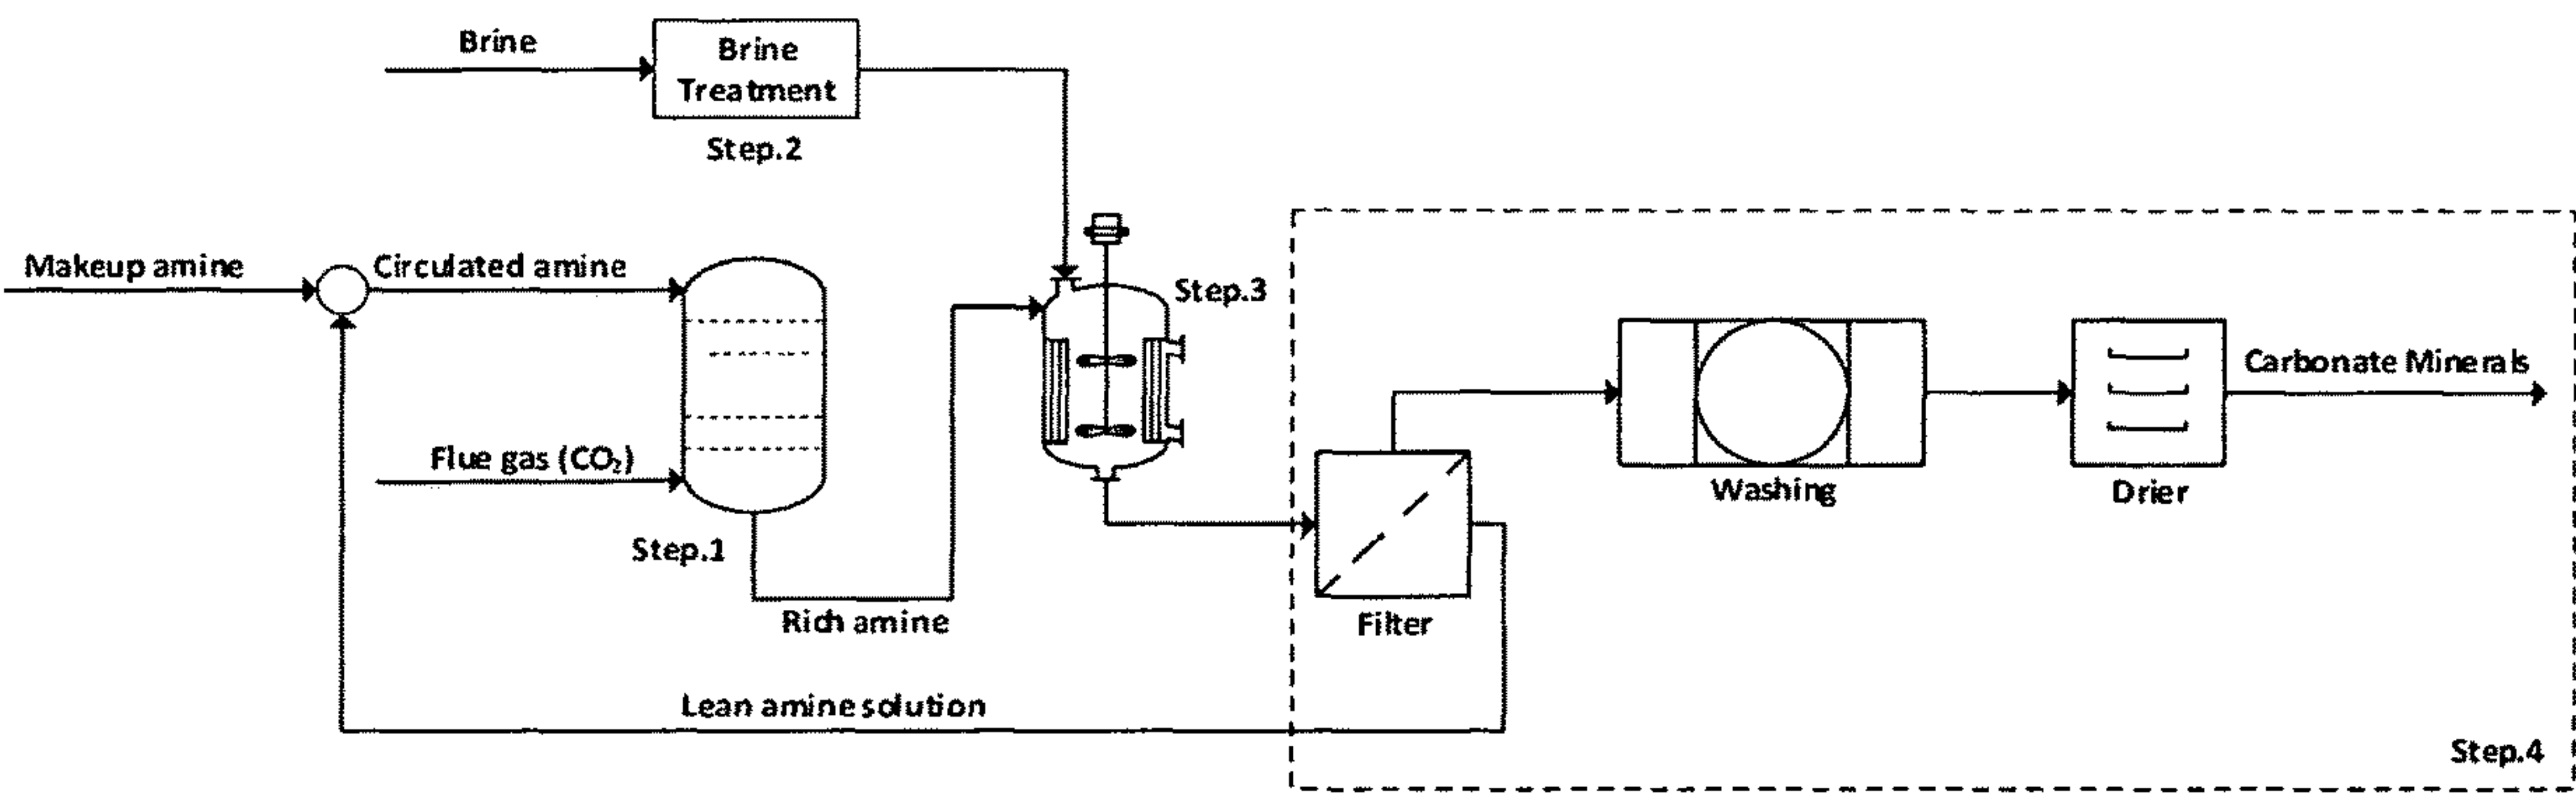 Brine
Brine
Treatment
Step.2
Makeup amine
Circulated amine
Step.3
Flue gas (CO₂)
Step.1
Rich amine
Carbonate Minerals
Washing
Drier
Filter
Lean amine solution
Step.4